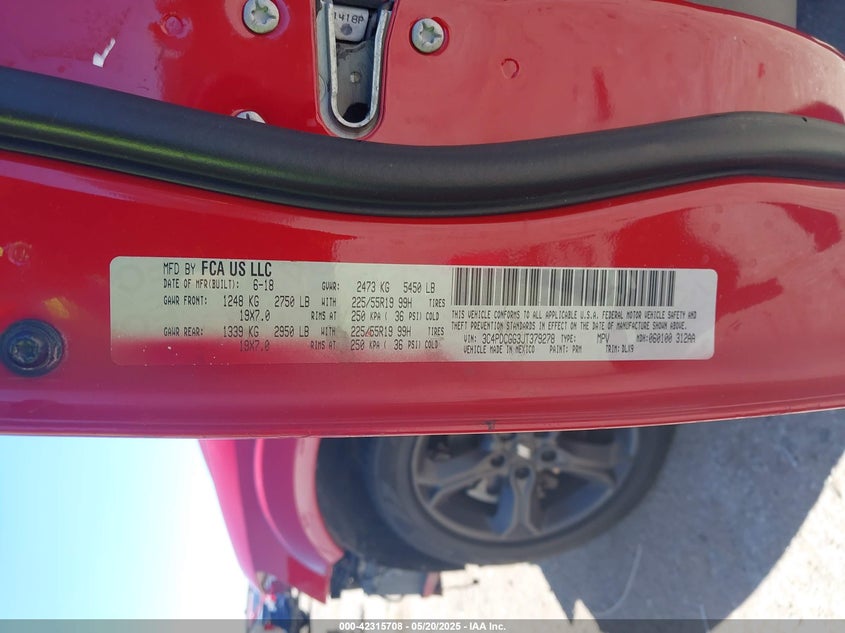 1418P
MFD BY FCA US LLC
DATE OF MFR(BUILT): 6-18 GVWR: 2473 KG 5450 LB
GAWR FRONT: 1248 KG 2750 LB WITH 225/55R19 99H TIRES
19X7.0 RIMS AT 250 KPA ( 36 PSI) COLD
GAWR REAR: 1339 KG 2950 LB WITH 225/55R19 99H TIRES
19X7.0 RIMS AT 250 KPA ( 36 PSI) COLD
THIS VEHICLE CONFORMS TO ALL APPLICABLE U.S.A. FEDERAL MOTOR VEHICLE SAFETY AND
THEFT PREVENTION STANDARDS IN EFFECT ON THE DATE OF MANUFACTURE SHOWN ABOVE.
VIN: 3C4PDCGG3JT379278 TYPE: MPV MDH: 060100 312AA
VEHICLE MADE IN MEXICO PAINT: PRM TRIM: DLX9
000-42315708 - 05/20/2025 - IAA Inc.